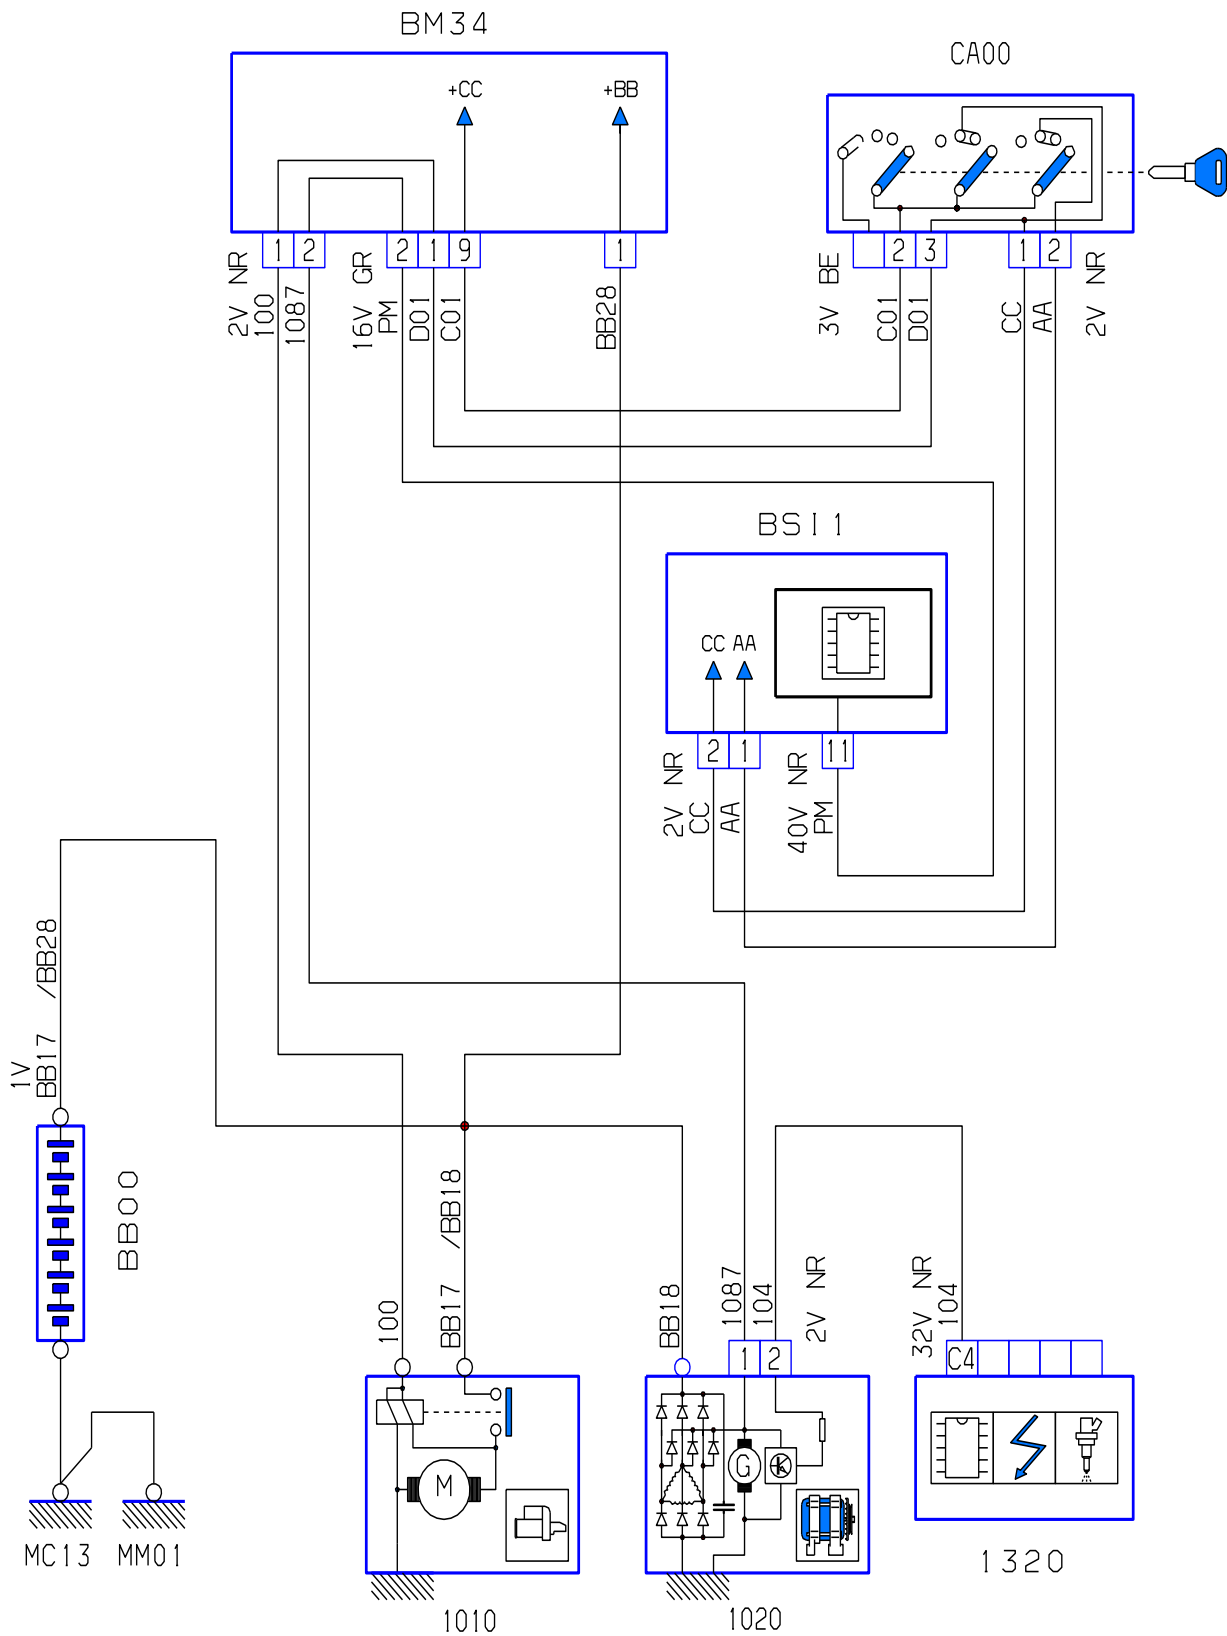 BM34
CA00
+CC
+BB
1 2
2 1 9
1
2 3
1 2
2V NR
100
1087
16V GR
PM
D01
C01
BB28
3V BE
C01
D01
CC
AA
2V NR
BSI1
CC AA
2 1
11
2V NR
CC
AA
40V NR
PM
1V
BB17 /BB28
BB00
100
BB17 /BB18
BB18
1087
104
2V NR
32V NR
104
1 2
C4
M
G
MC13
MM01
1010
1020
1320